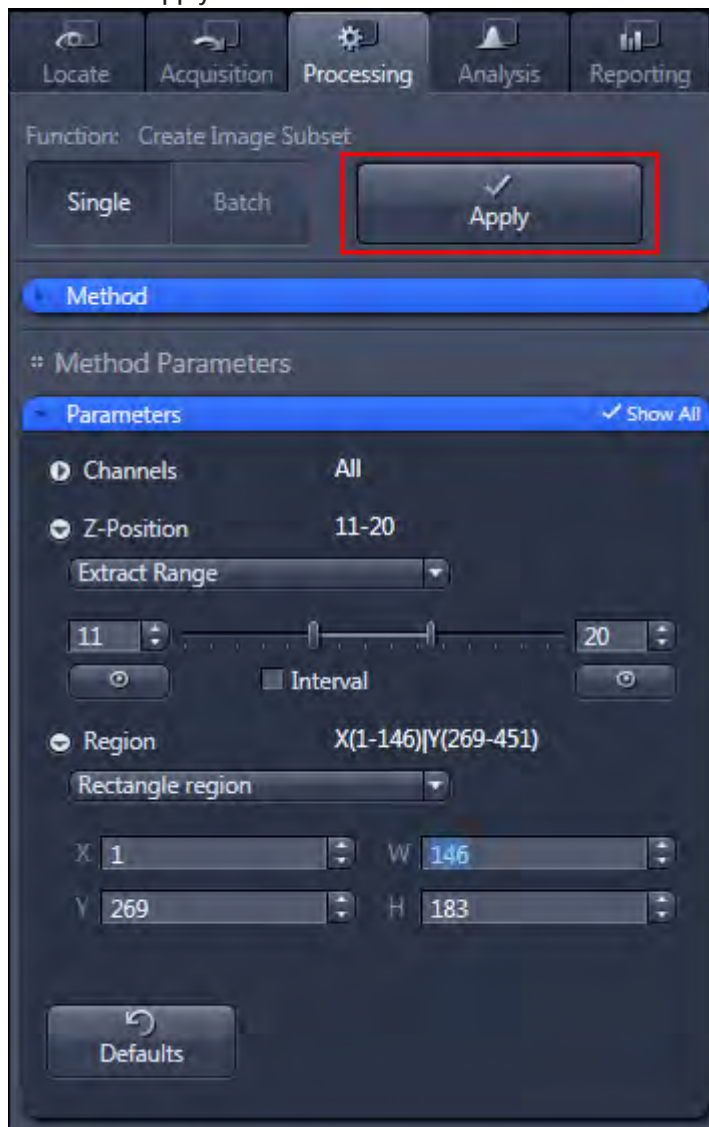 Apply
Locate Acquisition Processing Analysis Reporting
Function: Create Image Subset
Single Batch Apply
Method
Method Parameters
Parameters Show All
Channels All
Z-Position 11-20
Extract Range
11 20
Interval
Region X(1-146)|Y(269-451)
Rectangle region
X 1 W 146
Y 269 H 183
Defaults